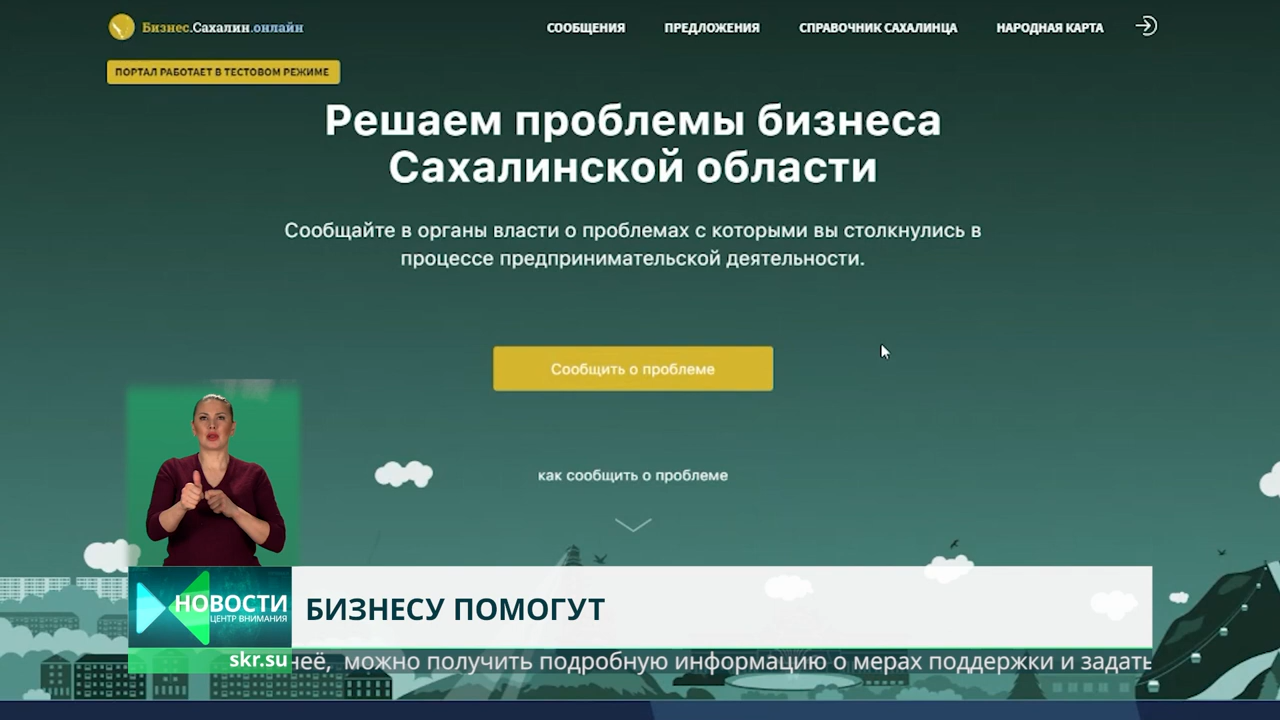 Бизнес.Сахалин.онлайн
СООБЩЕНИЯ ПРЕДЛОЖЕНИЯ СПРАВОЧНИК САХАЛИНЦА НАРОДНАЯ КАРТА
ПОРТАЛ РАБОТАЕТ В ТЕСТОВОМ РЕЖИМЕ
Решаем проблемы бизнеса
Сахалинской области
Сообщайте в органы власти о проблемах с которыми вы столкнулись в
процессе предпринимательской деятельности.
Сообщить о проблеме
как сообщить о проблеме
НОВОСТИ
ЦЕНТР ВНИМАНИЯ
БИЗНЕСУ ПОМОГУТ
skr.su
неё, можно получить подробную информацию о мерах поддержки и задать